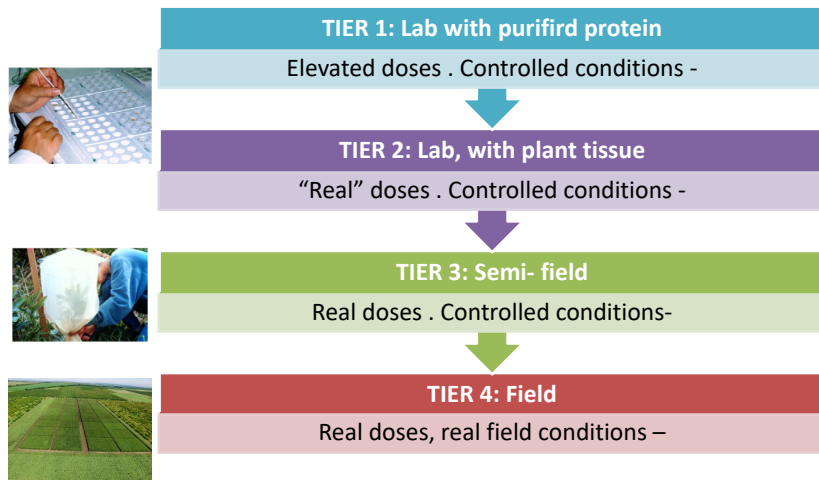 TIER 1: Lab with purifird protein
Elevated doses . Controlled conditions -
TIER 2: Lab, with plant tissue
“Real” doses . Controlled conditions -
TIER 3: Semi- field
Real doses . Controlled conditions-
TIER 4: Field
Real doses, real field conditions –